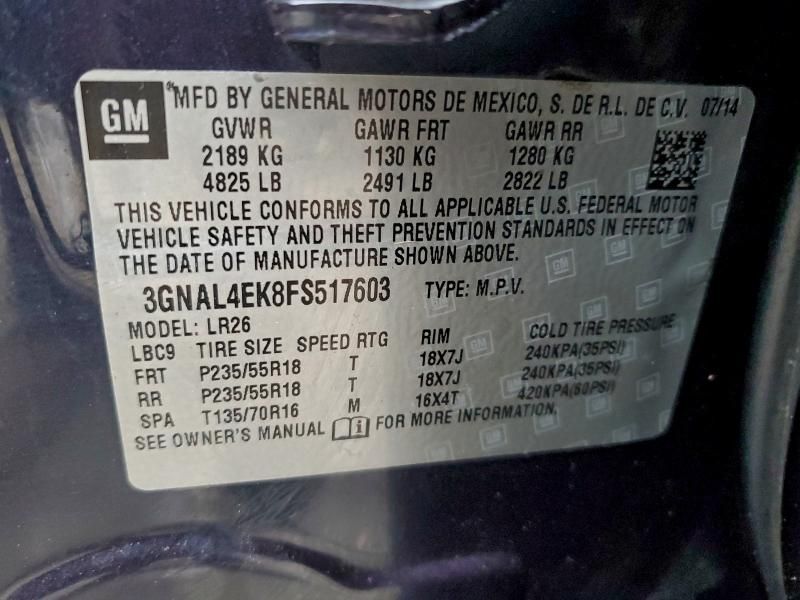 GM MFD BY GENERAL MOTORS DE MEXICO, S. DE R.L. DE C.V. 07/14
GVWR GAWR FRT GAWR RR
2189 KG 1130 KG 1280 KG
4825 LB 2491 LB 2822 LB
THIS VEHICLE CONFORMS TO ALL APPLICABLE U.S. FEDERAL MOTOR
VEHICLE SAFETY AND THEFT PREVENTION STANDARDS IN EFFECT ON
THE DATE OF MANUFACTURE SHOWN ABOVE.
3GNAL4EK8FS517603 TYPE: M.P.V.
MODEL: LR26
LBC9 TIRE SIZE SPEED RTG RIM COLD TIRE PRESSURE
FRT P235/55R18 T 18X7J 240KPA(35PSI)
RR P235/55R18 T 18X7J 240KPA(35PSI)
SPA T135/70R16 M 16X4T 420KPA(60PSI)
SEE OWNER'S MANUAL FOR MORE INFORMATION.